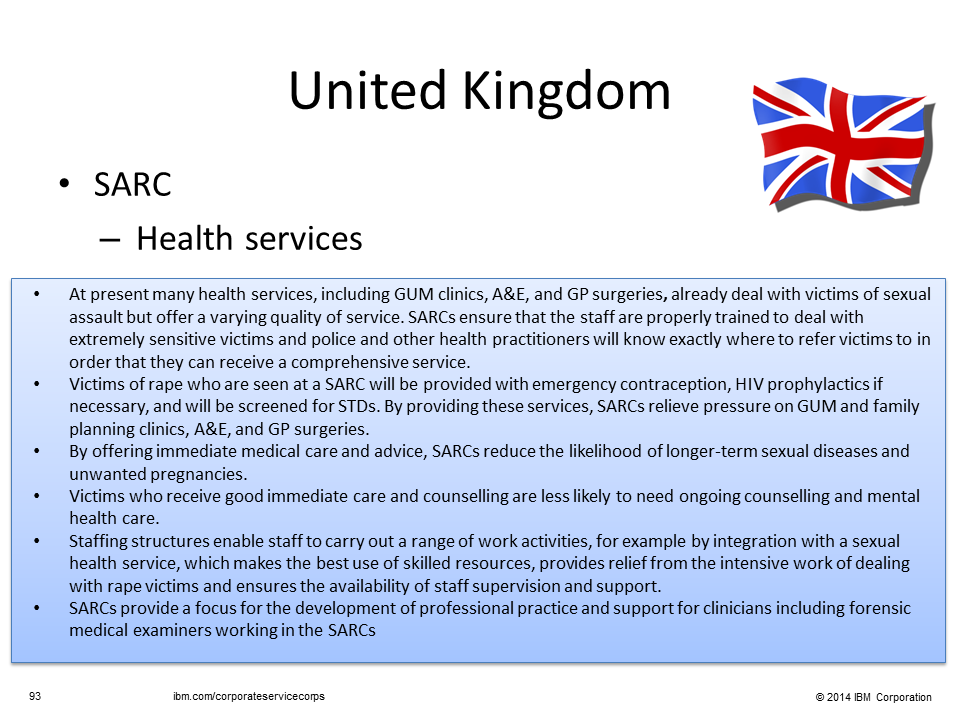 United Kingdom
• SARC
– Health services
• At present many health services, including GUM clinics, A&E, and GP surgeries, already deal with victims of sexual
assault but offer a varying quality of service. SARCs ensure that the staff are properly trained to deal with
extremely sensitive victims and police and other health practitioners will know exactly where to refer victims to in
order that they can receive a comprehensive service.
• Victims of rape who are seen at a SARC will be provided with emergency contraception, HIV prophylactics if
necessary, and will be screened for STDs. By providing these services, SARCs relieve pressure on GUM and family
planning clinics, A&E, and GP surgeries.
• By offering immediate medical care and advice, SARCs reduce the likelihood of longer-term sexual diseases and
unwanted pregnancies.
• Victims who receive good immediate care and counselling are less likely to need ongoing counselling and mental
health care.
• Staffing structures enable staff to carry out a range of work activities, for example by integration with a sexual
health service, which makes the best use of skilled resources, provides relief from the intensive work of dealing
with rape victims and ensures the availability of staff supervision and support.
• SARCs provide a focus for the development of professional practice and support for clinicians including forensic
medical examiners working in the SARCs
93 ibm.com/corporateservicecorps © 2014 IBM Corporation